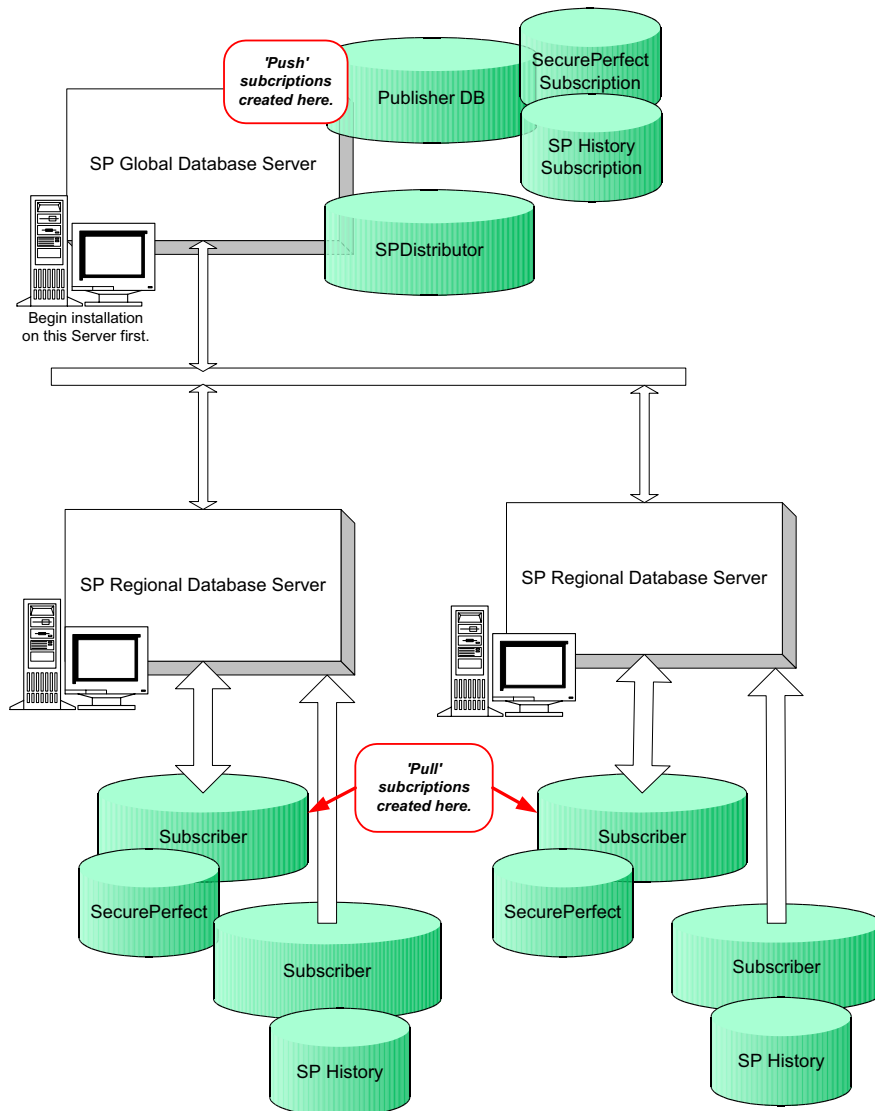 'Push'
subcriptions
created here.
Publisher DB
SecurePerfect
Subscription
SP History
Subscription
SP Global Database Server
SPDistributor
Begin installation
on this Server first.
SP Regional Database Server
SP Regional Database Server
'Pull'
subcriptions
created here.
Subscriber
SecurePerfect
Subscriber
SP History
Subscriber
SecurePerfect
Subscriber
SP History